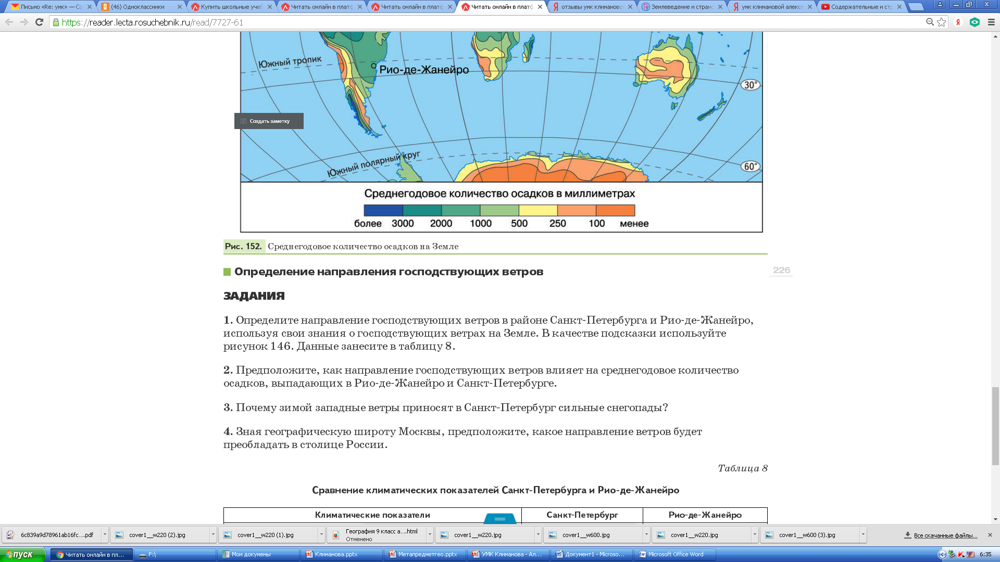 Письмо «Re: умк» — Со
(46) Одноклассники
Купить школьные учеб
Читать онлайн в платф
Читать онлайн в платф
Читать онлайн в платф
отзывы умк климаново
Землеведение и стран
умк климановой алексе
Содержательные и стр
https://reader.lecta.rosuchebnik.ru/read/7727-61
Южный тропик
Рио-де-Жанейро
30°
Создать заметку
Южный полярный круг
60°
Среднегодовое количество осадков в миллиметрах
более 3000 2000 1000 500 250 100 менее
Рис. 152. Среднегодовое количество осадков на Земле
Определение направления господствующих ветров
226
ЗАДАНИЯ
1. Определите направление господствующих ветров в районе Санкт-Петербурга и Рио-де-Жанейро,
используя свои знания о господствующих ветрах на Земле. В качестве подсказки используйте
рисунок 146. Данные занесите в таблицу 8.
2. Предположите, как направление господствующих ветров влияет на среднегодовое количество
осадков, выпадающих в Рио-де-Жанейро и Санкт-Петербурге.
3. Почему зимой западные ветры приносят в Санкт-Петербург сильные снегопады?
4. Зная географическую широту Москвы, предположите, какое направление ветров будет
преобладать в столице России.
Таблица 8
Сравнение климатических показателей Санкт-Петербурга и Рио-де-Жанейро
Климатические показатели Санкт-Петербург Рио-де-Жанейро
6c839a9d78961ab16fc....pdf
cover1__w220 (2).jpg
cover1__w220 (1).jpg
География 9 класс а....html
Отменено
cover1__w220.jpg
cover1__w600.jpg
cover1__w220.jpg
cover1__w600 (3).jpg
Все скачанные файлы...
пуск
Читать онлайн в пл...
F:\
Мои докумены
Климанова.pptx
Метапредметгео.pptx
УМК Климанова - Ал...
Документ1 - Microso...
Microsoft Office Word
6:35